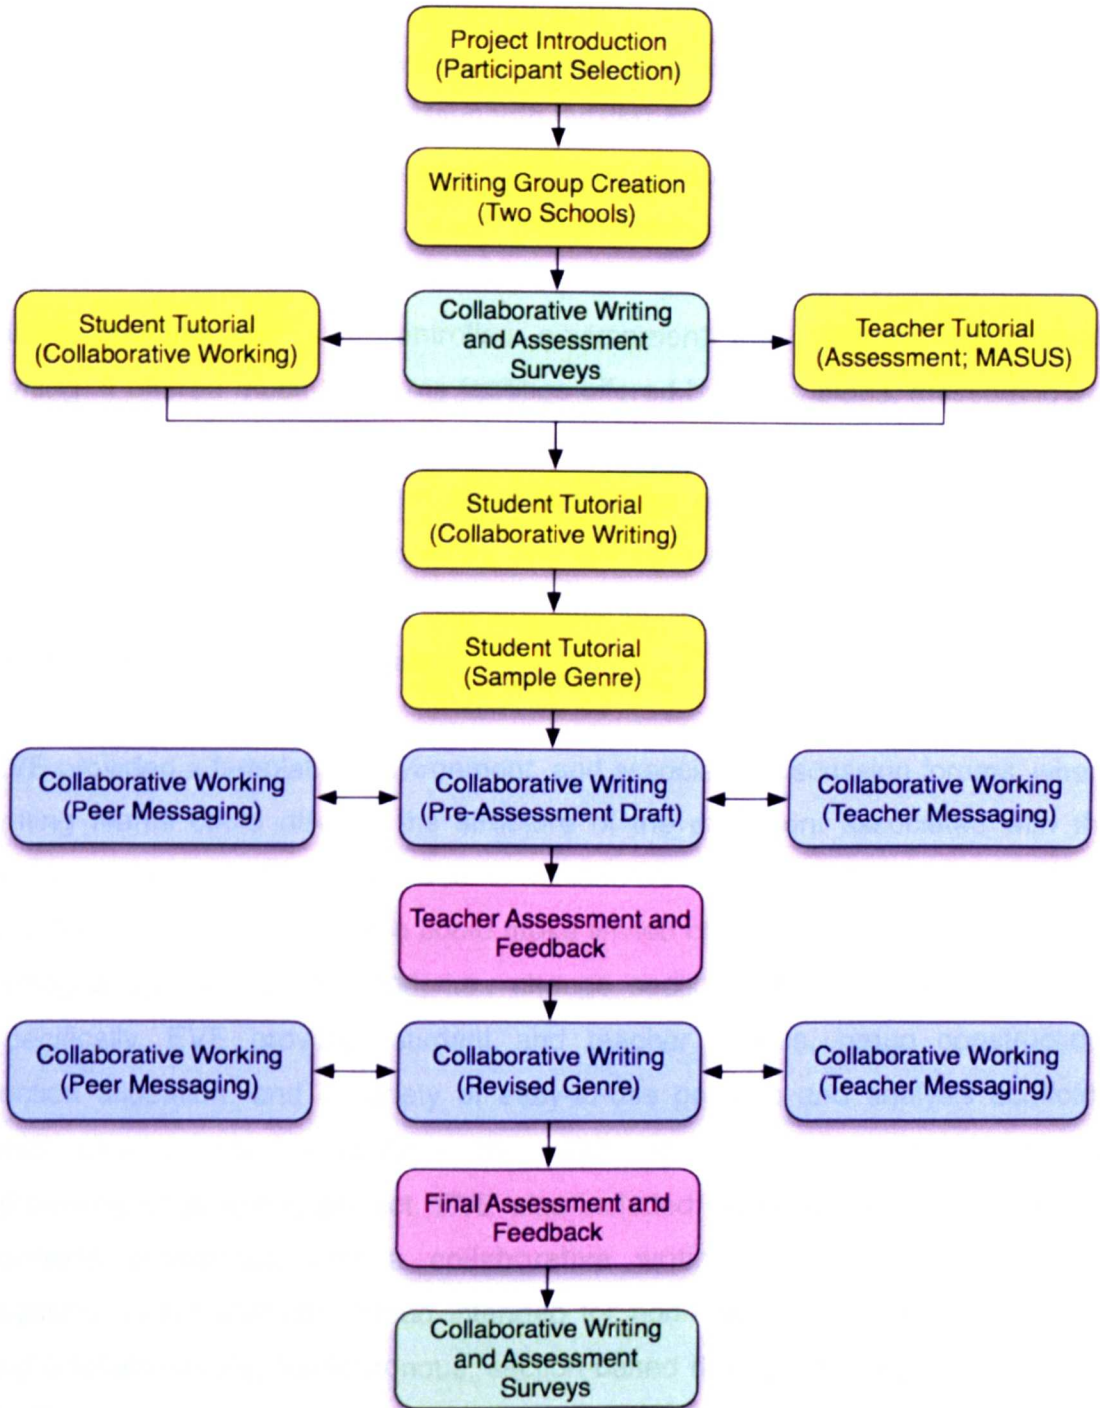 Project Introduction
(Participant Selection)
Writing Group Creation
(Two Schools)
Student Tutorial
(Collaborative Working)
Collaborative Writing
and Assessment
Surveys
Teacher Tutorial
(Assessment; MASUS)
Student Tutorial
(Collaborative Writing)
Student Tutorial
(Sample Genre)
Collaborative Working
(Peer Messaging)
Collaborative Writing
(Pre-Assessment Draft)
Collaborative Working
(Teacher Messaging)
Teacher Assessment and
Feedback
Collaborative Working
(Peer Messaging)
Collaborative Writing
(Revised Genre)
Collaborative Working
(Teacher Messaging)
Final Assessment and
Feedback
Collaborative Writing
and Assessment
Surveys